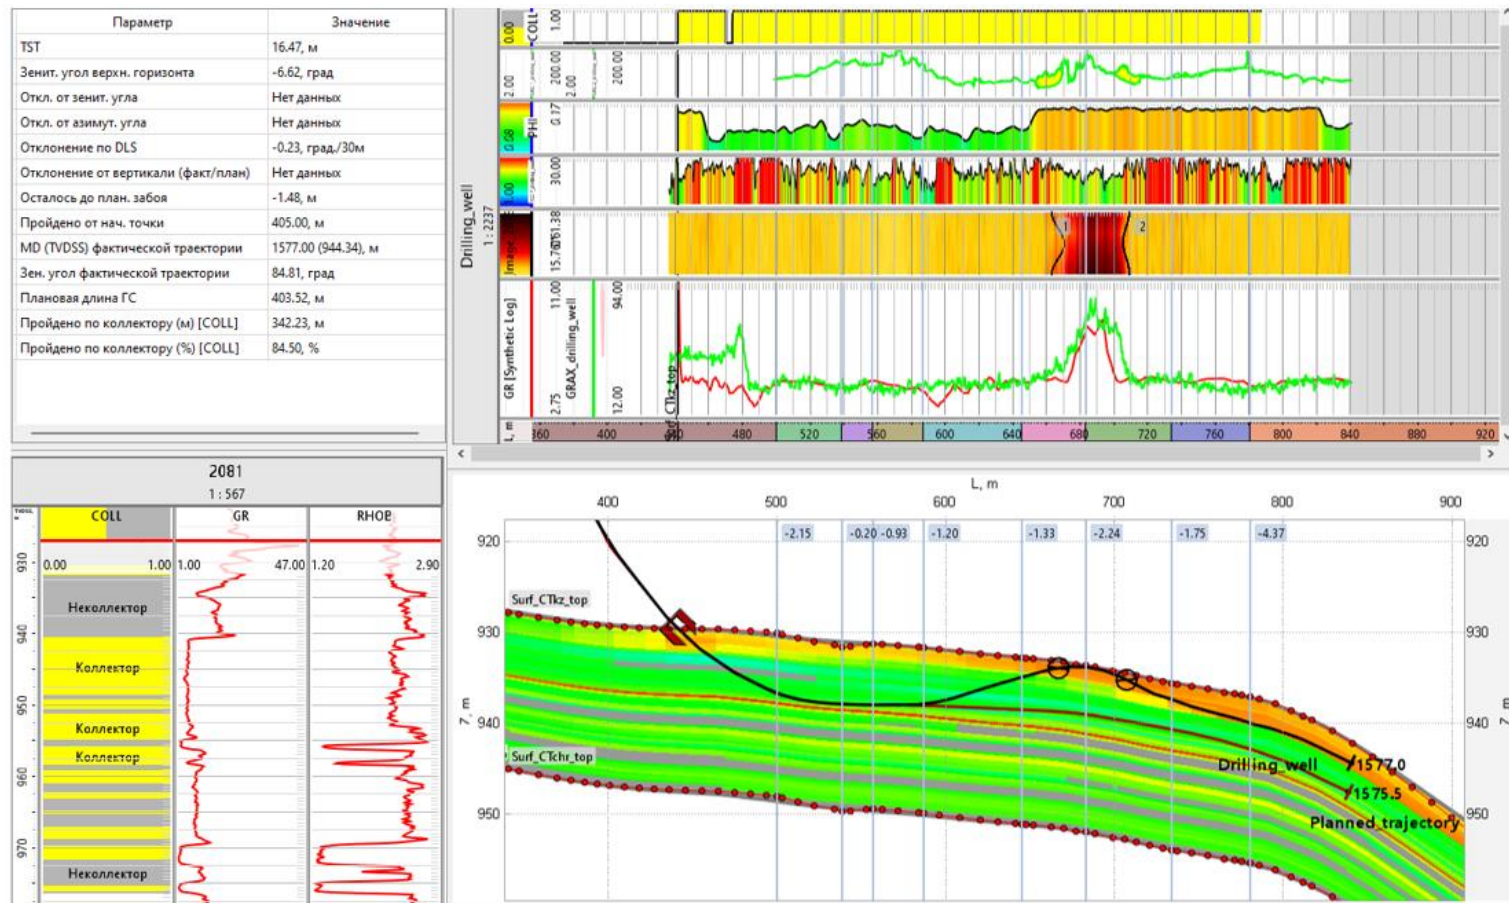 Параметр Значение
TST 16.47, м
Зенит. угол верхн. горизонта -6.62, град
Откл. от зенит. угла Нет данных
Откл. от азимут. угла Нет данных
Отклонение по DLS -0.23, град./30м
Отклонение от вертикали (факт/план) Нет данных
Осталось до план. забоя -1.48, м
Пройдено от нач. точки 405.00, м
MD (TVDSS) фактической траектории 1577.00 (944.34), м
Зен. угол фактической траектории 84.81, град
Плановая длина ГС 403.52, м
Пройдено по коллектору (м) [COLL] 342.23, м
Пройдено по коллектору (%) [COLL] 84.50, %
Drilling_well
1 : 2237
0.00 COLL 1.00
2.00 200.00 2.00 200.00
0.08 PHI 0.17
30.00
1 2
GR [Synthetic Log] 2.75 11.00
GRAX_drilling_well 12.00 94.00
L, m 360 400 480 520 560 600 640 680 720 760 800 840 880 920
2081
1 : 567
COLL GR RHOB
0.00 1.00 1.00 47.00 1.20 2.90
930
Неколлектор
940
Коллектор
950
Коллектор
Коллектор
960
970
Неколлектор
L, m
400 500 600 700 800 900
-2.15 -0.20 -0.93 -1.20 -1.33 -2.24 -1.75 -4.37
920 920
Surf_CTkz_top
930 930
Z, m
940 940
Surf_CTchr_top
Drilling_well 1577.0
1575.5
950 Planned_trajectory 950